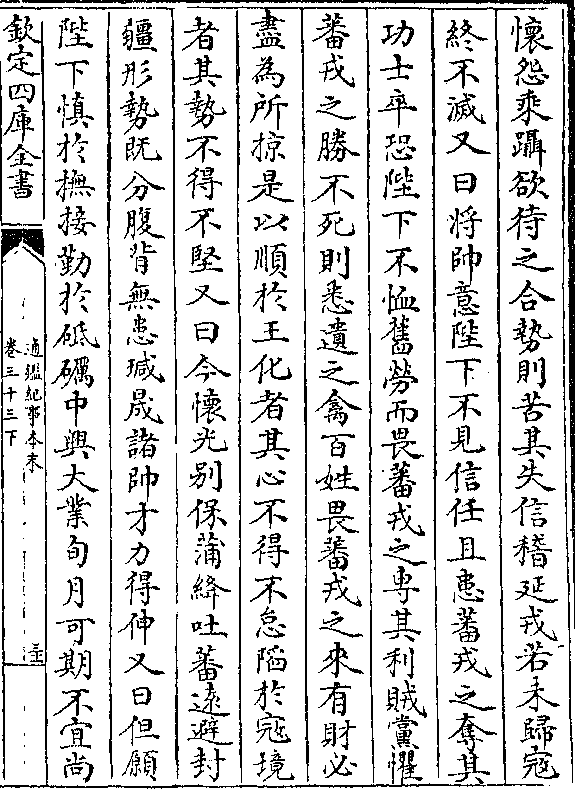 懷怨乘躡欲待之合勢則苦其失信稽延戎若未歸宼
終不滅又曰將帥意陛下不見信任且患蕃戎之奪其
功士卒恐陛下不恤舊勞而畏蕃戎之專其利賊黨懼
蕃戎之勝不死則悉遺之禽百姓畏蕃戎之來有財必
盡為所掠是以順於王化者其心不得不怠陷於宼境
者其勢不得不堅又曰今懷光别保蒲絳吐蕃逺避封
疆形勢既分腹背無患瑊晟諸帥才力得伸又曰但願
陛下慎於撫接勤於砥礪中興大業旬月可期不宜尚
欽定四庫全書
通鑑紀事本末
卷三十三下